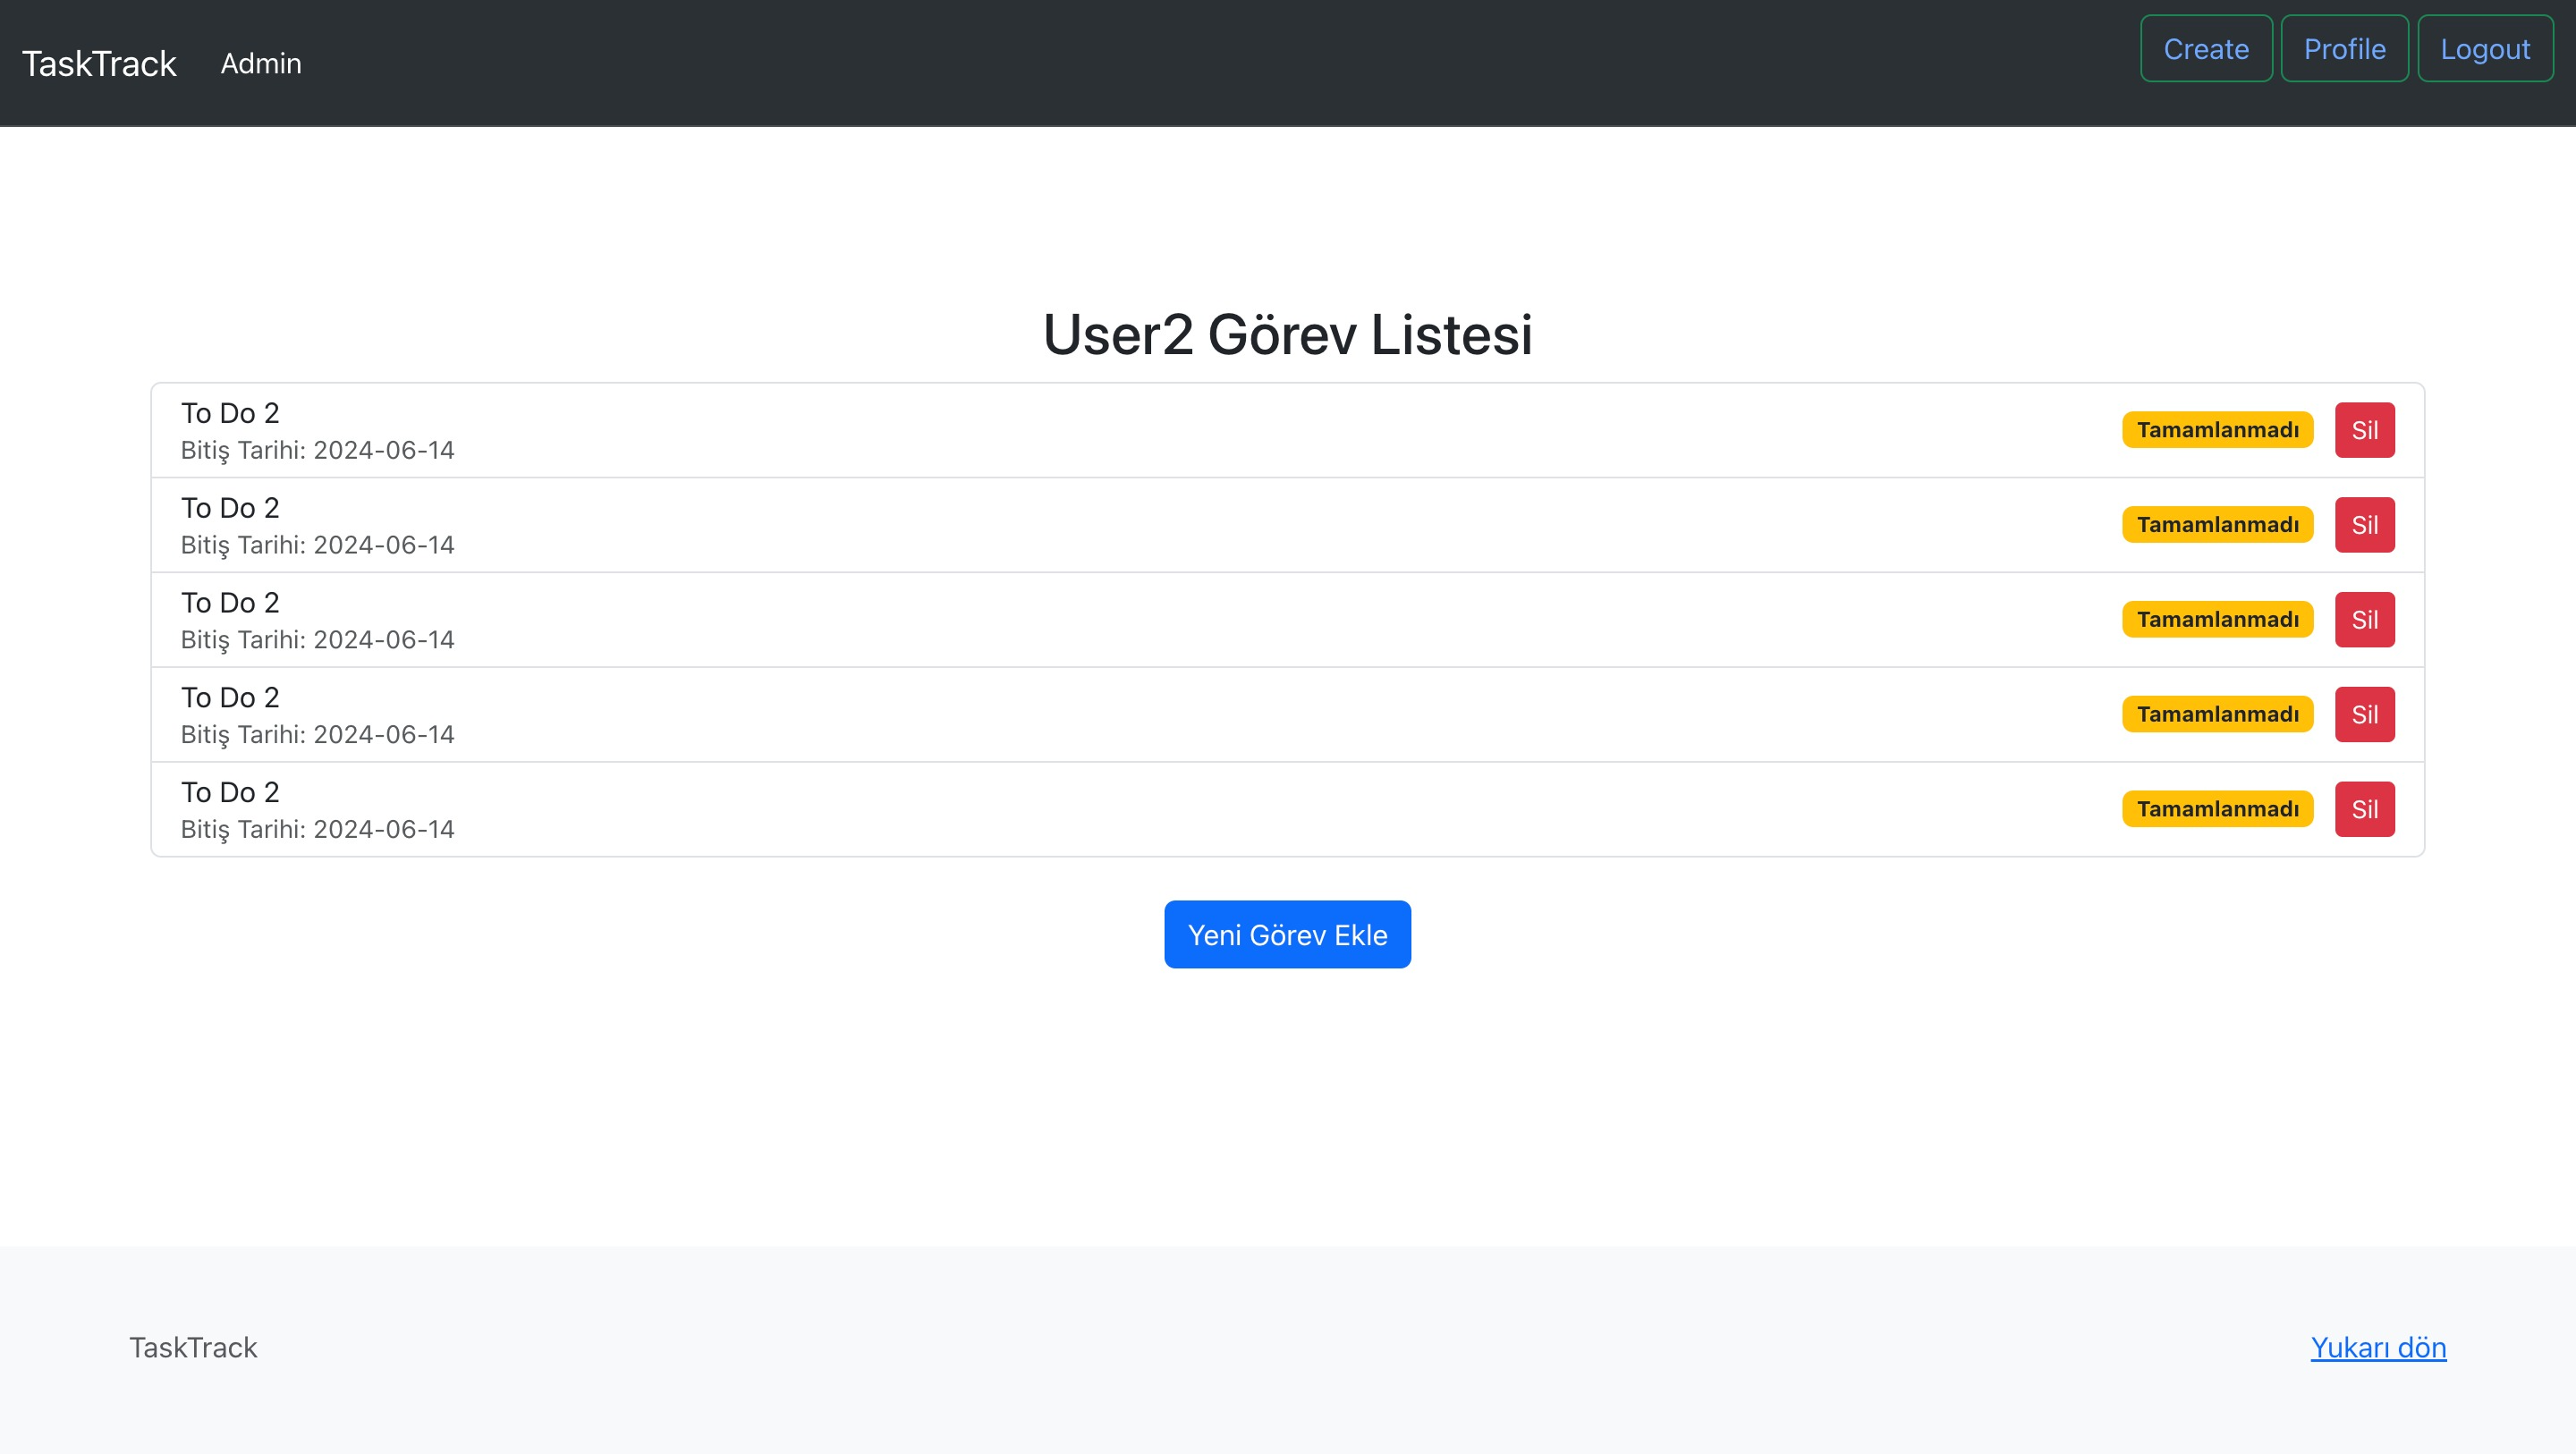 TaskTrack Admin Create Profile Logout
User2 Görev Listesi
To Do 2
Bitiş Tarihi: 2024-06-14
Tamamlanmadı Sil
To Do 2
Bitiş Tarihi: 2024-06-14
Tamamlanmadı Sil
To Do 2
Bitiş Tarihi: 2024-06-14
Tamamlanmadı Sil
To Do 2
Bitiş Tarihi: 2024-06-14
Tamamlanmadı Sil
To Do 2
Bitiş Tarihi: 2024-06-14
Tamamlanmadı Sil
Yeni Görev Ekle
TaskTrack Yukarı dön